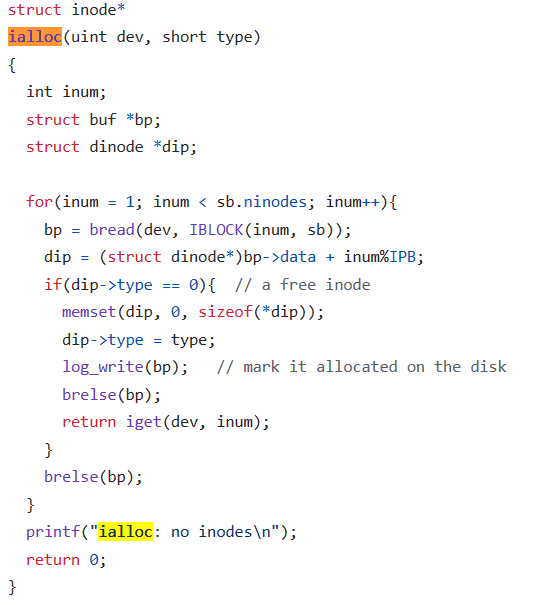 struct inode*
ialloc(uint dev, short type)
{
  int inum;
  struct buf *bp;
  struct dinode *dip;

  for(inum = 1; inum < sb.ninodes; inum++){
    bp = bread(dev, IBLOCK(inum, sb));
    dip = (struct dinode*)bp->data + inum%IPB;
    if(dip->type == 0){  // a free inode
      memset(dip, 0, sizeof(*dip));
      dip->type = type;
      log_write(bp);   // mark it allocated on the disk
      brelse(bp);
      return iget(dev, inum);
    }
    brelse(bp);
  }
  printf("ialloc: no inodes\n");
  return 0;
}